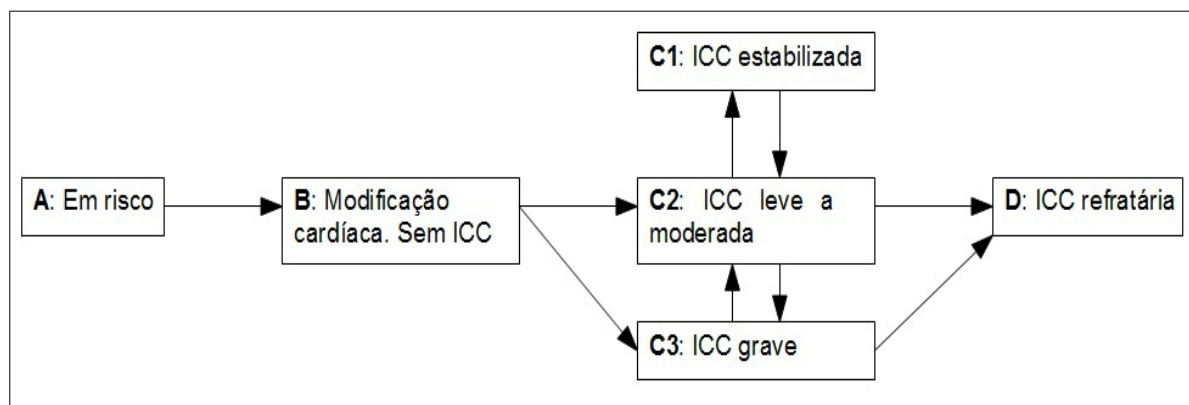 C1: ICC estabilizada
A: Em risco
B: Modificação
cardíaca. Sem ICC
C2: ICC leve a
moderada
D: ICC refratária
C3: ICC grave